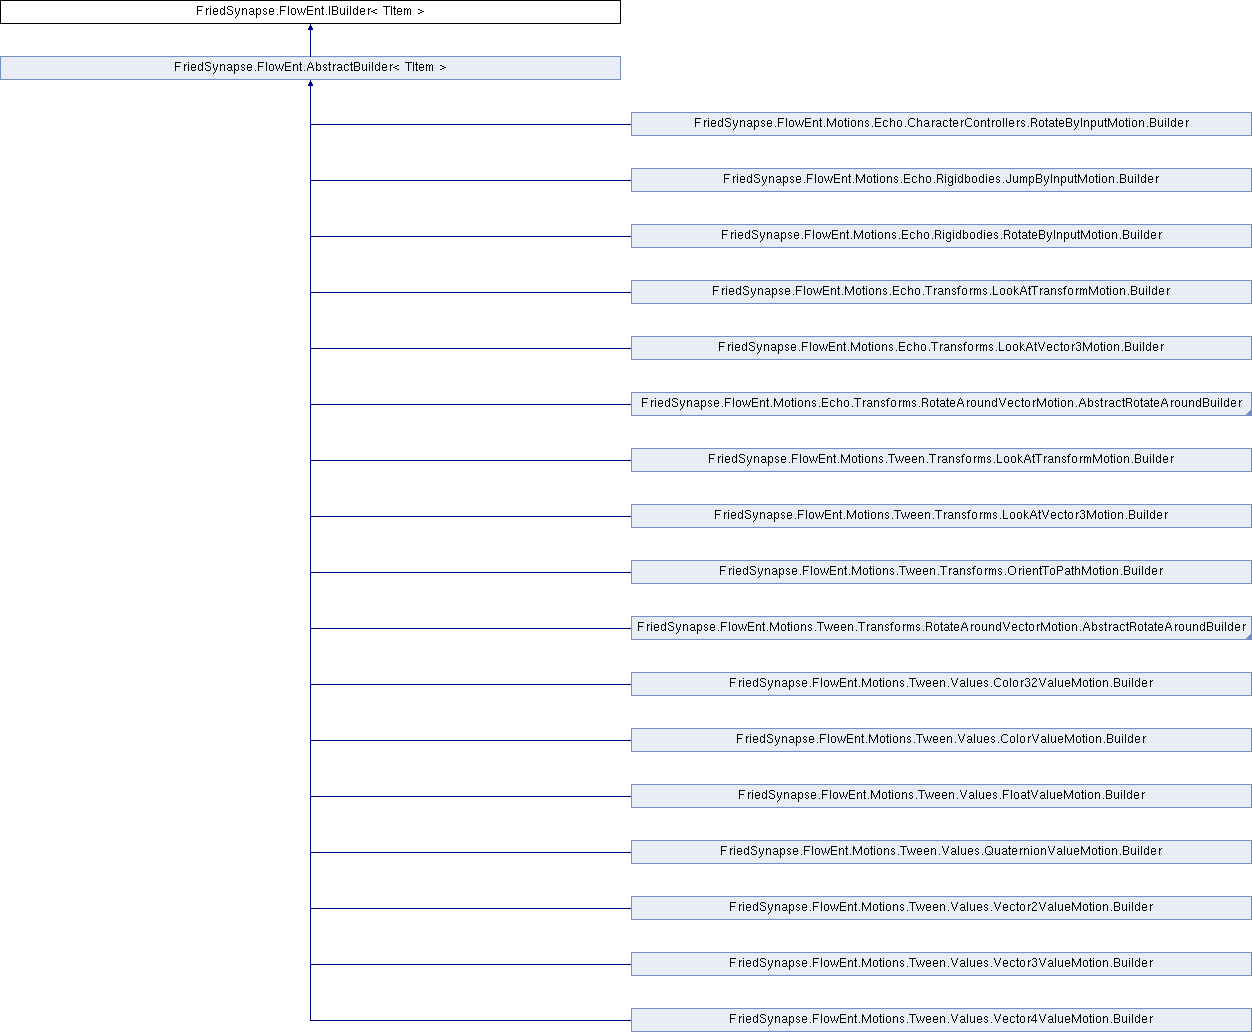 FriedSynapse.FlowEnt.IBuilder< TItem >
FriedSynapse.FlowEnt.AbstractBuilder< TItem >
FriedSynapse.FlowEnt.Motions.Echo.CharacterControllers.RotateByInputMotion.Builder
FriedSynapse.FlowEnt.Motions.Echo.Rigidbodies.JumpByInputMotion.Builder
FriedSynapse.FlowEnt.Motions.Echo.Rigidbodies.RotateByInputMotion.Builder
FriedSynapse.FlowEnt.Motions.Echo.Transforms.LookAtTransformMotion.Builder
FriedSynapse.FlowEnt.Motions.Echo.Transforms.LookAtVector3Motion.Builder
FriedSynapse.FlowEnt.Motions.Echo.Transforms.RotateAroundVectorMotion.AbstractRotateAroundBuilder
FriedSynapse.FlowEnt.Motions.Tween.Transforms.LookAtTransformMotion.Builder
FriedSynapse.FlowEnt.Motions.Tween.Transforms.LookAtVector3Motion.Builder
FriedSynapse.FlowEnt.Motions.Tween.Transforms.OrientToPathMotion.Builder
FriedSynapse.FlowEnt.Motions.Tween.Transforms.RotateAroundVectorMotion.AbstractRotateAroundBuilder
FriedSynapse.FlowEnt.Motions.Tween.Values.Color32ValueMotion.Builder
FriedSynapse.FlowEnt.Motions.Tween.Values.ColorValueMotion.Builder
FriedSynapse.FlowEnt.Motions.Tween.Values.FloatValueMotion.Builder
FriedSynapse.FlowEnt.Motions.Tween.Values.QuaternionValueMotion.Builder
FriedSynapse.FlowEnt.Motions.Tween.Values.Vector2ValueMotion.Builder
FriedSynapse.FlowEnt.Motions.Tween.Values.Vector3ValueMotion.Builder
FriedSynapse.FlowEnt.Motions.Tween.Values.Vector4ValueMotion.Builder